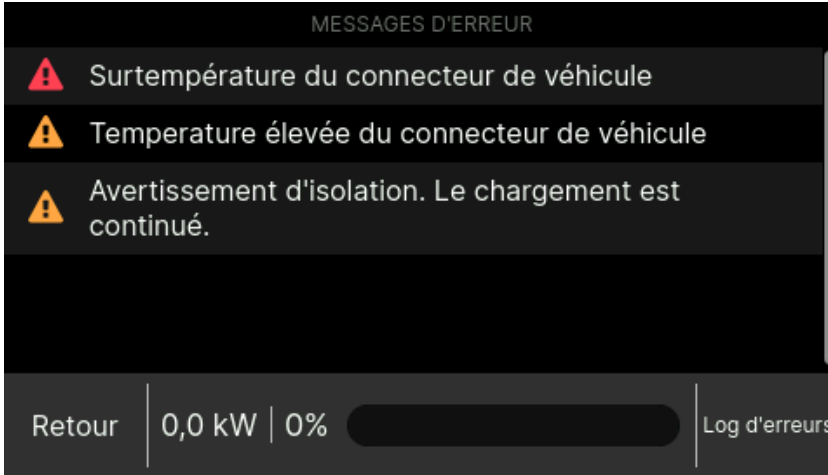 MESSAGES D'ERREUR
Surtempérature du connecteur de véhicule
Temperature élevée du connecteur de véhicule
Avertissement d'isolation. Le chargement est
continué.
Retour
0,0 kW
0%
Log d'erreurs